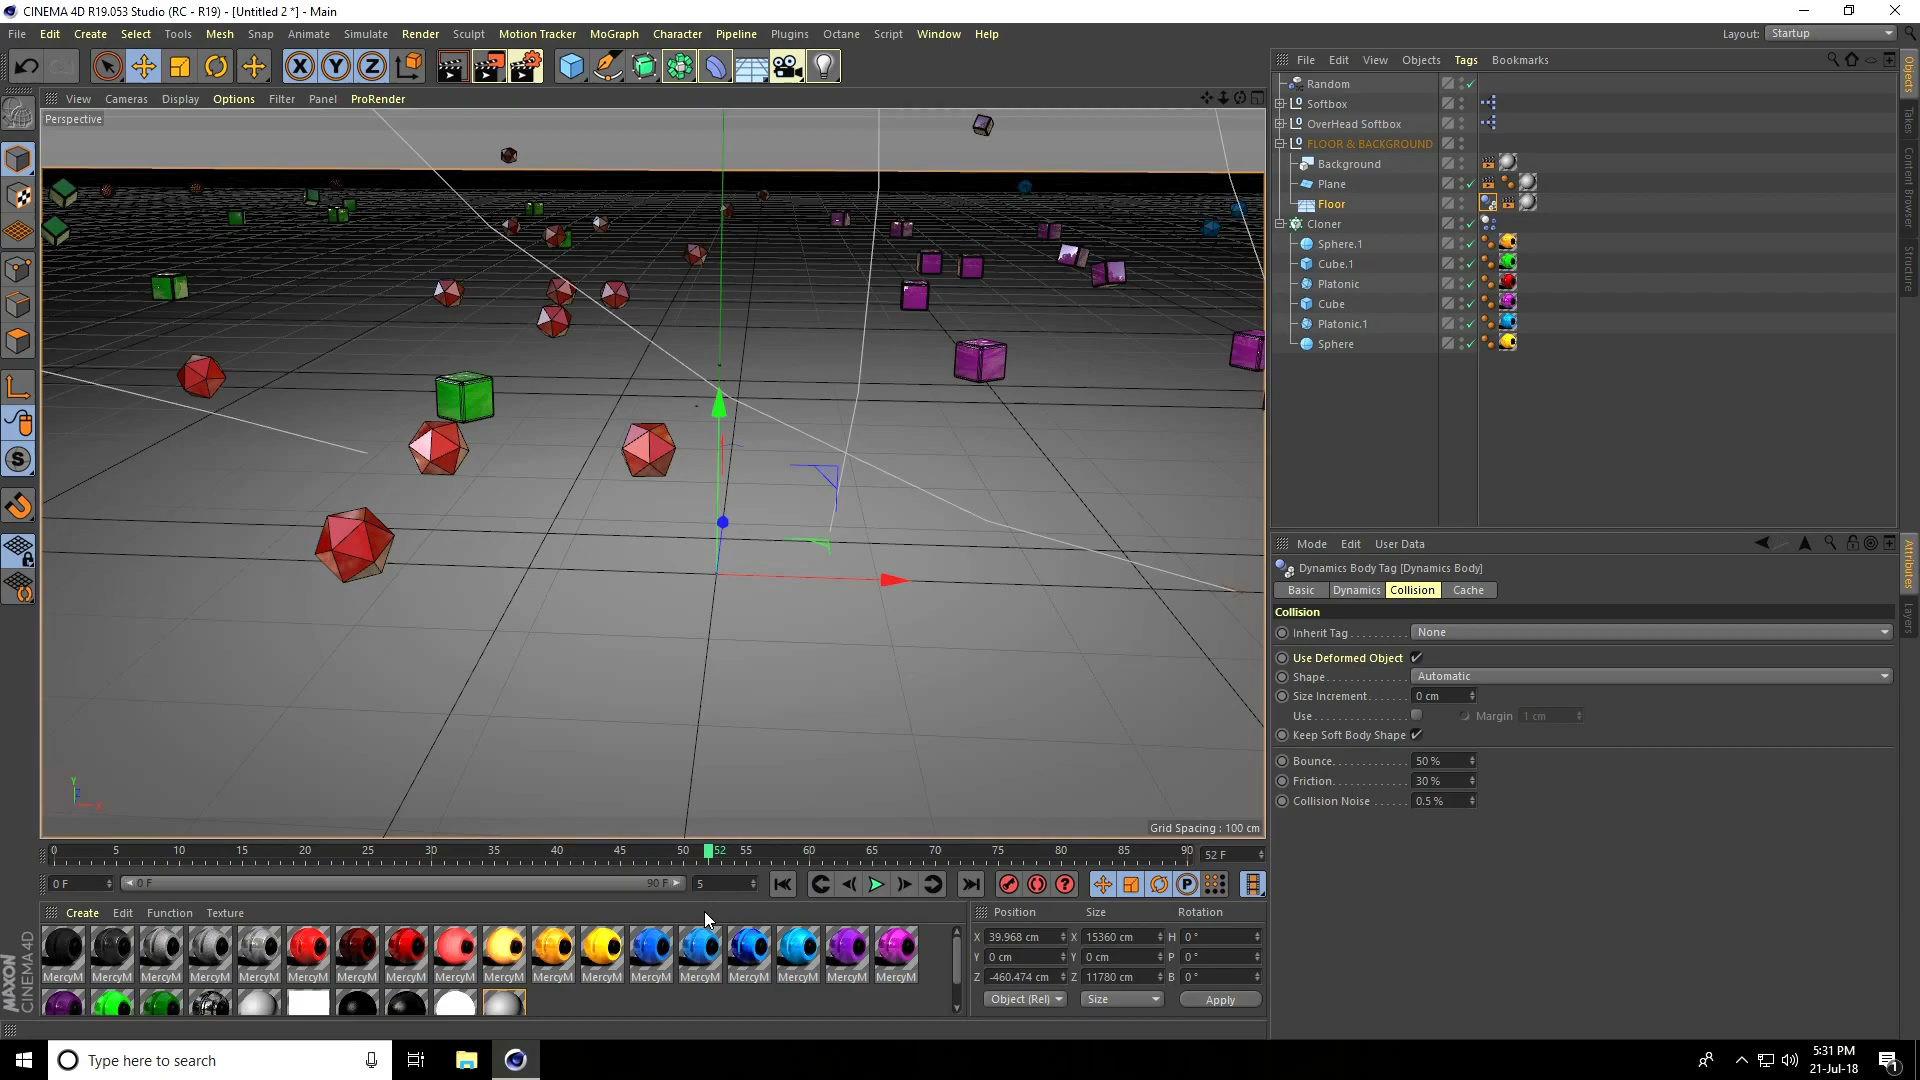 CINEMA 4D R19.053 Studio (RC - R19) - [Untitled 2 *] - Main
File Edit Create Select Tools Mesh Snap Animate Simulate Render Sculpt Motion Tracker MoGraph Character Pipeline Plugins Octane Script Window Help
Layout: Startup
X Y Z
View Cameras Display Options Filter Panel ProRender
Perspective
Grid Spacing : 100 cm
Y
X
File Edit View Objects Tags Bookmarks
Random
Softbox
OverHead Softbox
FLOOR & BACKGROUND
Background
Plane
Floor
Cloner
Sphere.1
Cube.1
Platonic
Cube
Platonic.1
Sphere
Objects
Takes
Content Browser
Structure
Mode Edit User Data
Dynamics Body Tag [Dynamics Body]
Basic Dynamics Collision Cache
Collision
Inherit Tag . . . . . . . . . . None
Use Deformed Object
Shape. . . . . . . . . . . . . Automatic
Size Increment. . . . . . 0 cm
Use . . . . . . . . . . . . . . . Margin 1 cm
Keep Soft Body Shape
Bounce. . . . . . . . . . . . 50 %
Friction. . . . . . . . . . . . 30 %
Collision Noise . . . . . . 0.5 %
Attributes
Layers
0 5 10 15 20 25 30 35 40 45 50 52 55 60 65 70 75 80 85 90 52 F
0 F 0 F 90 F 5
P
Create Edit Function Texture
MercyM MercyM MercyM MercyM MercyM MercyM MercyM MercyM MercyM MercyM MercyM MercyM MercyM MercyM MercyM MercyM MercyM MercyM
MAXON
CINEMA 4D
Position Size Rotation
X 39.968 cm X 15360 cm H 0 °
Y 0 cm Y 0 cm P 0 °
Z -460.474 cm Z 11780 cm B 0 °
Object (Rel) Size Apply
Type here to search
5:31 PM
21-Jul-18
1